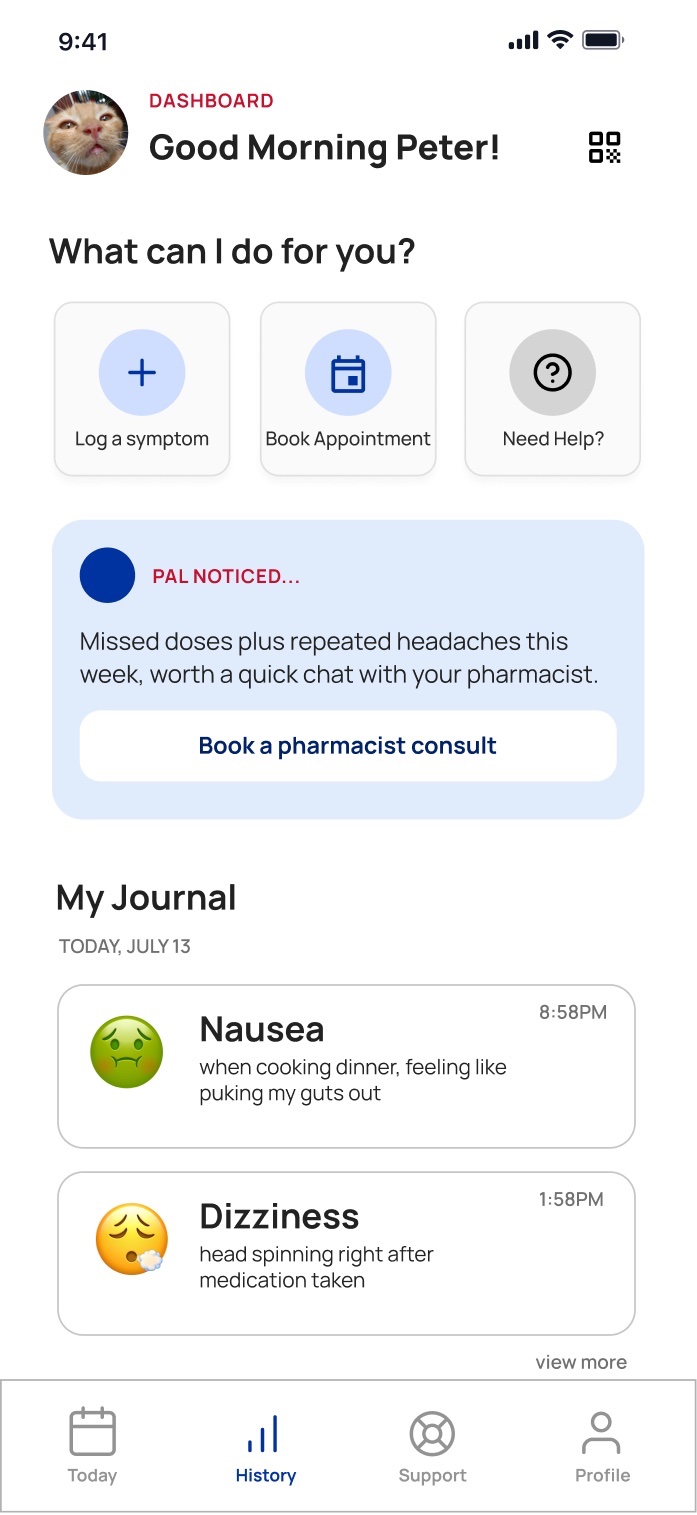 9:41
DASHBOARD
Good Morning Peter!
What can I do for you?
Log a symptom
Book Appointment
Need Help?
PAL NOTICED...
Missed doses plus repeated headaches this
week, worth a quick chat with your pharmacist.
Book a pharmacist consult
My Journal
TODAY, JULY 13
Nausea
8:58PM
when cooking dinner, feeling like
puking my guts out
Dizziness
1:58PM
head spinning right after
medication taken
view more
Today
History
Support
Profile